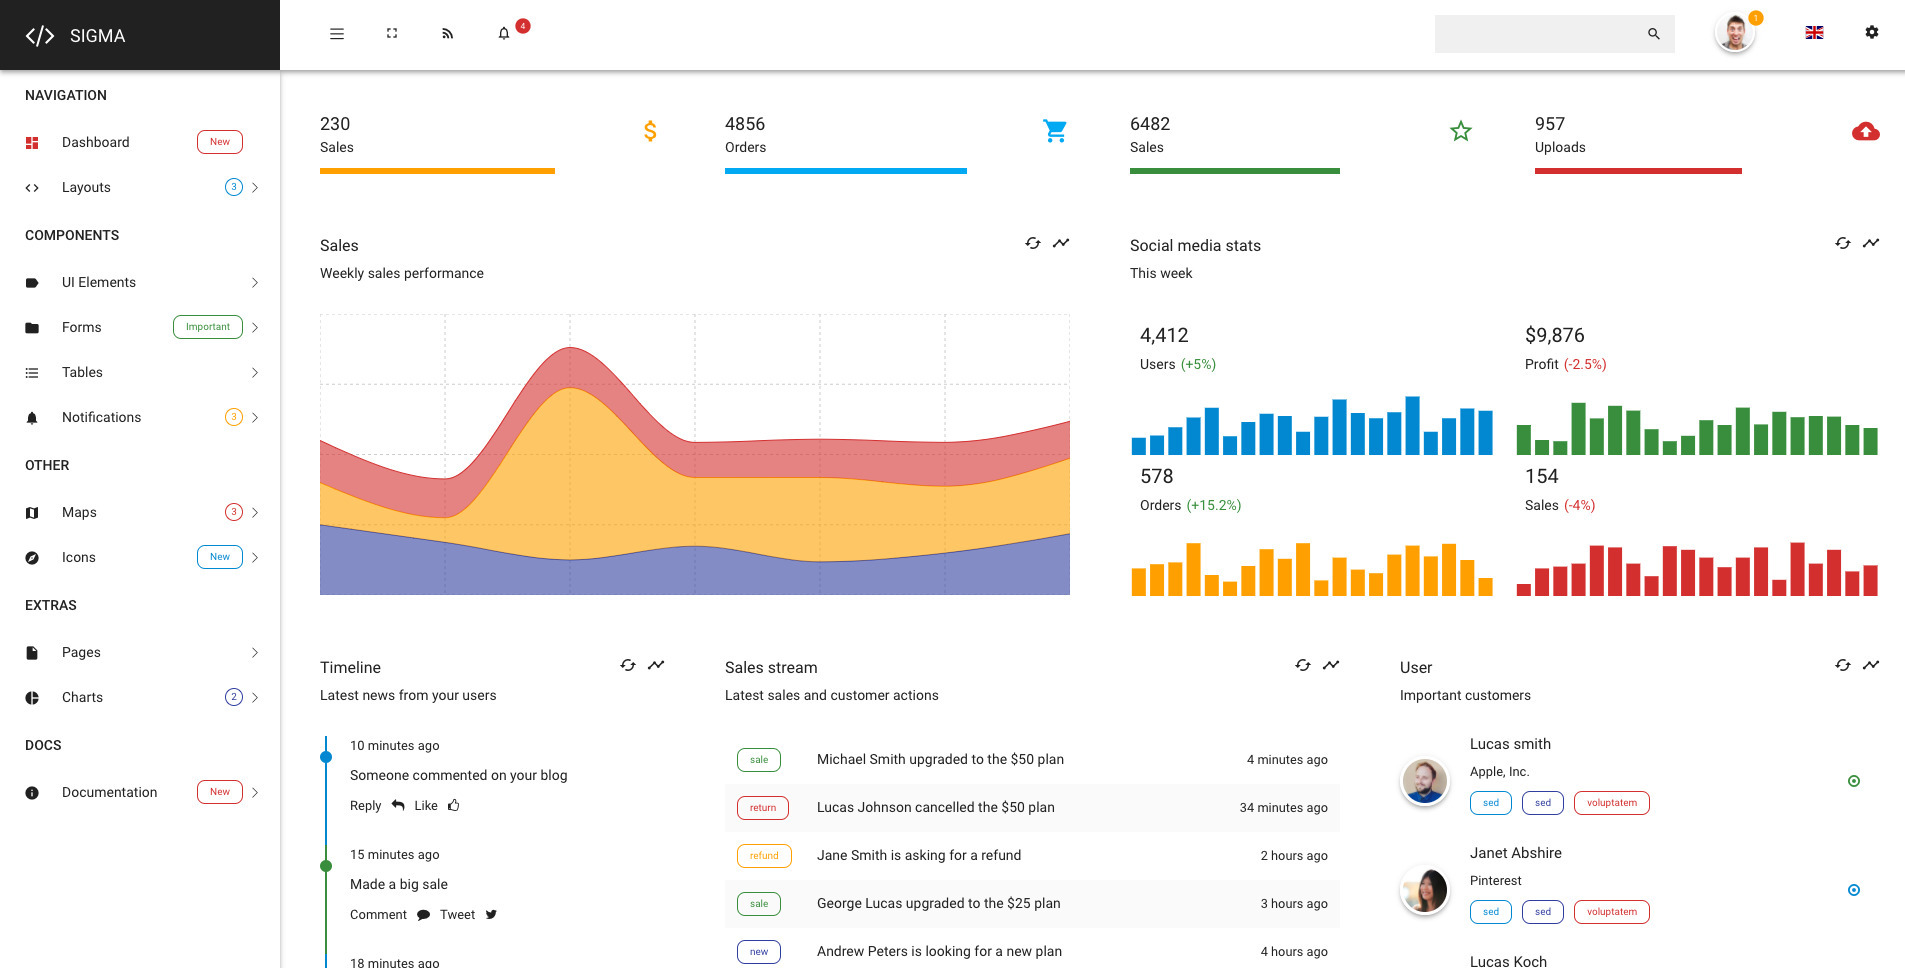 SIGMA
4
1
NAVIGATION
Dashboard New
Layouts 3
COMPONENTS
UI Elements
Forms Important
Tables
Notifications 3
OTHER
Maps 3
Icons New
EXTRAS
Pages
Charts 2
DOCS
Documentation New
230
Sales
4856
Orders
6482
Sales
957
Uploads
Sales
Weekly sales performance
Social media stats
This week
4,412
Users (+5%)
$9,876
Profit (-2.5%)
578
Orders (+15.2%)
154
Sales (-4%)
Timeline
Latest news from your users
10 minutes ago
Someone commented on your blog
Reply Like
15 minutes ago
Made a big sale
Comment Tweet
18 minutes ago
Sales stream
Latest sales and customer actions
sale Michael Smith upgraded to the $50 plan 4 minutes ago
return Lucas Johnson cancelled the $50 plan 34 minutes ago
refund Jane Smith is asking for a refund 2 hours ago
sale George Lucas upgraded to the $25 plan 3 hours ago
new Andrew Peters is looking for a new plan 4 hours ago
User
Important customers
Lucas smith
Apple, Inc.
sed sed voluptatem
Janet Abshire
Pinterest
sed sed voluptatem
Lucas Koch